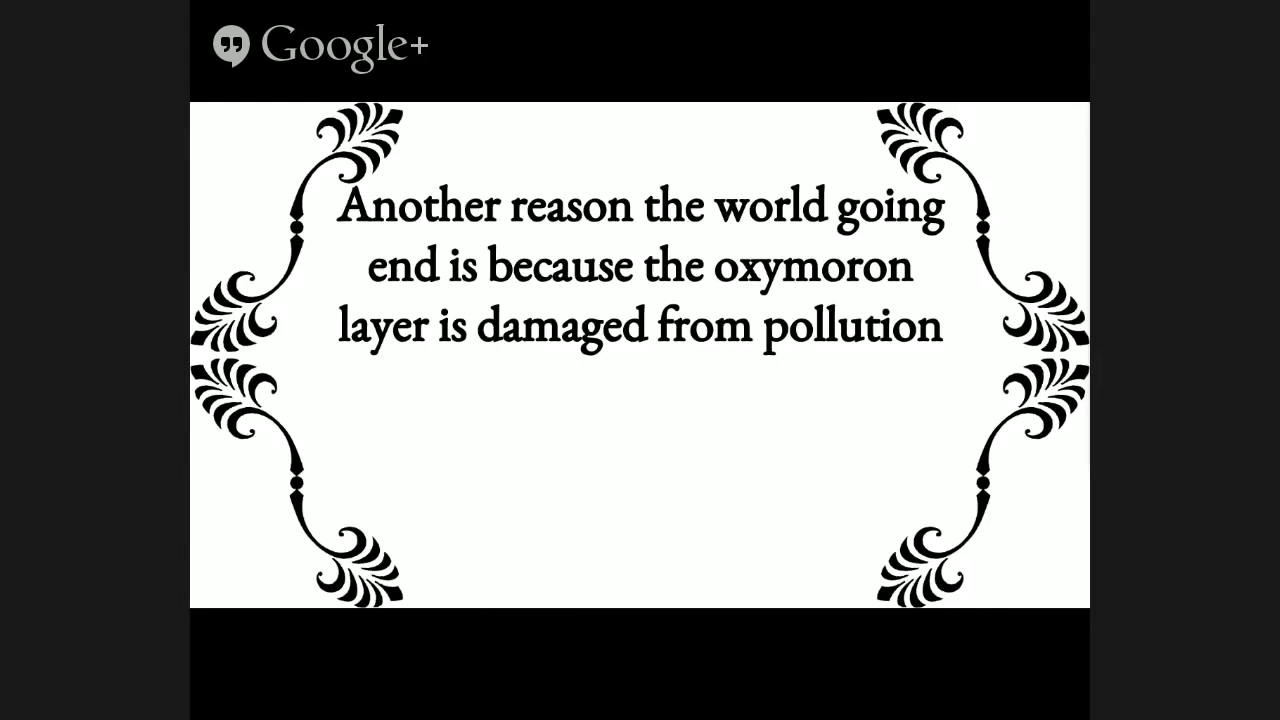 Google+
Another reason the world going
end is because the oxymoron
layer is damaged from pollution